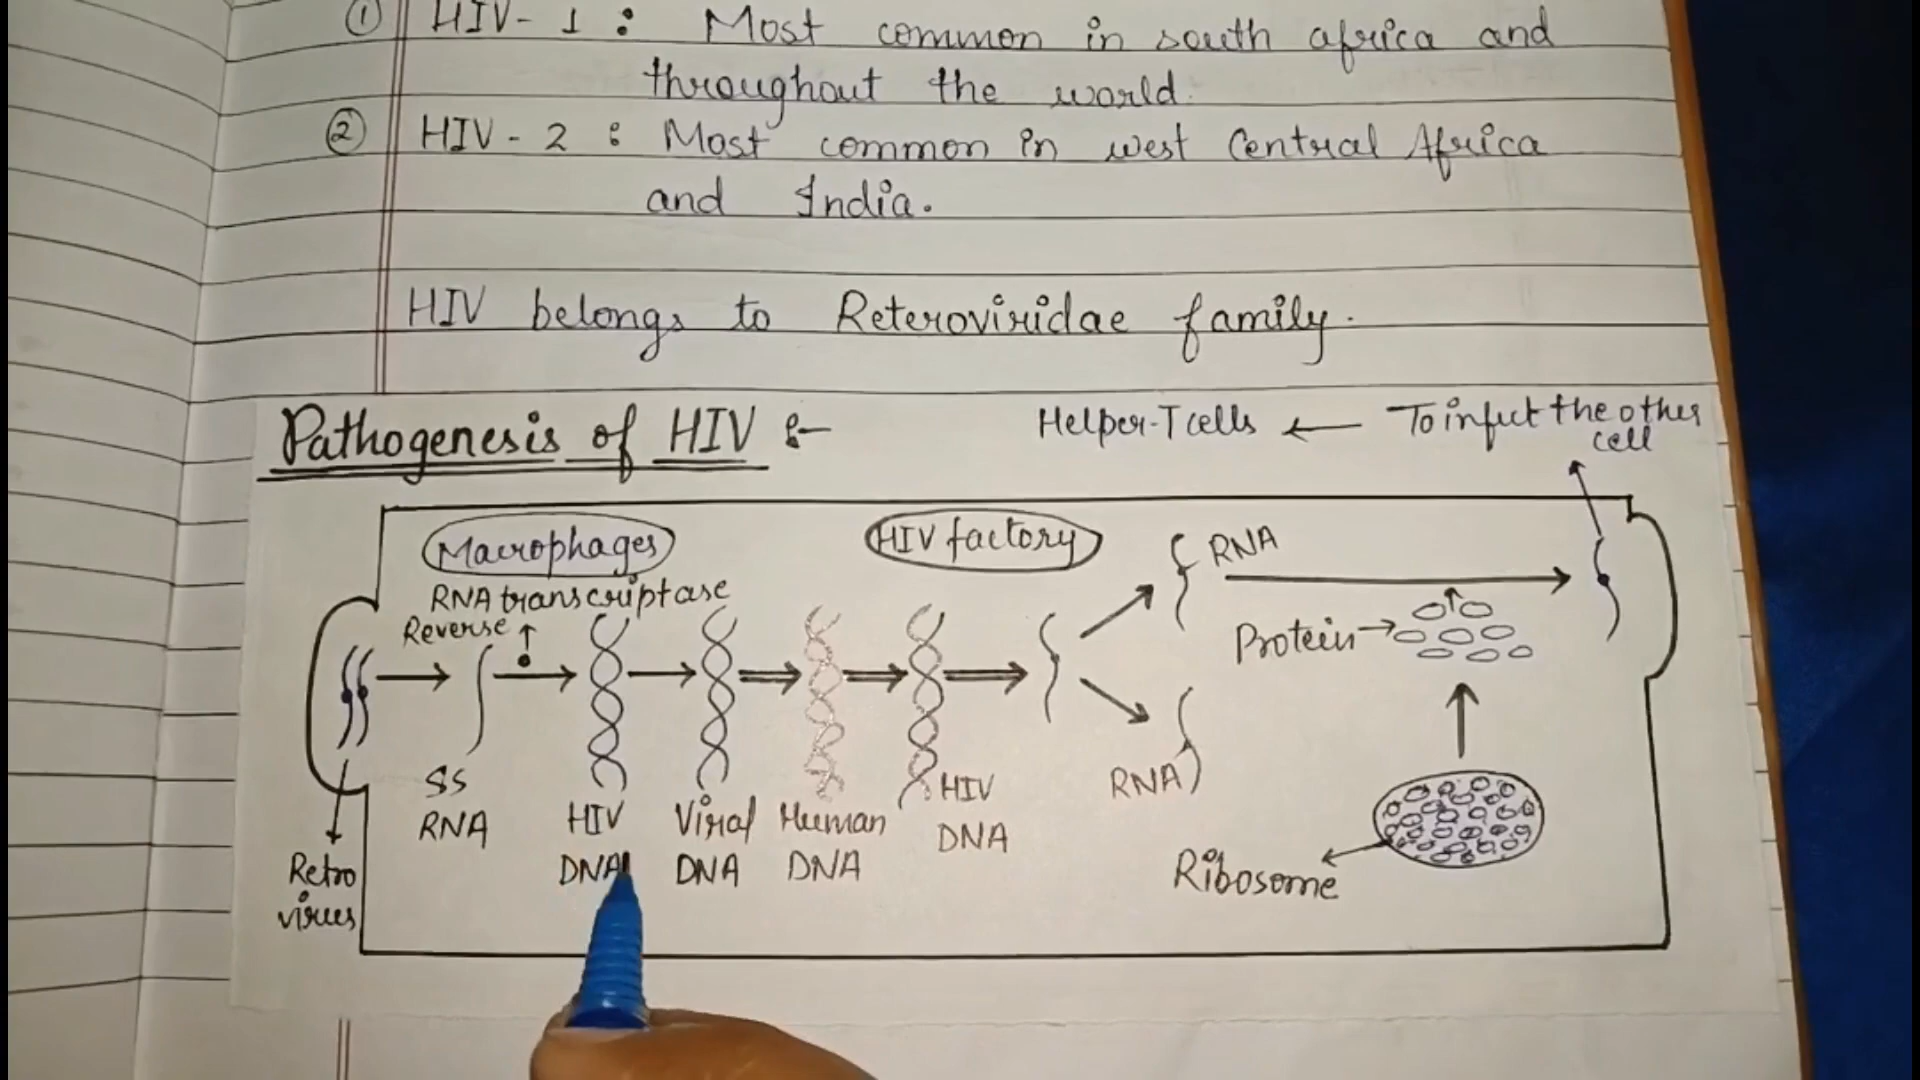 ① HIV- 1 : Most common in south africa and
throughout the world.
② HIV - 2 : Most common in west Central Africa
and India.
HIV belongs to Reteroviridae family.
Pathogenesis of HIV :-
Helper-T cells ← To infect the other
cell
Macrophages
HIV factory
RNA
RNA transcriptase
Reverse
Protein→
SS
RNA
HIV
DNA
Viral
DNA
Human
DNA
HIV
DNA
RNA
Retro
virus
Ribosome